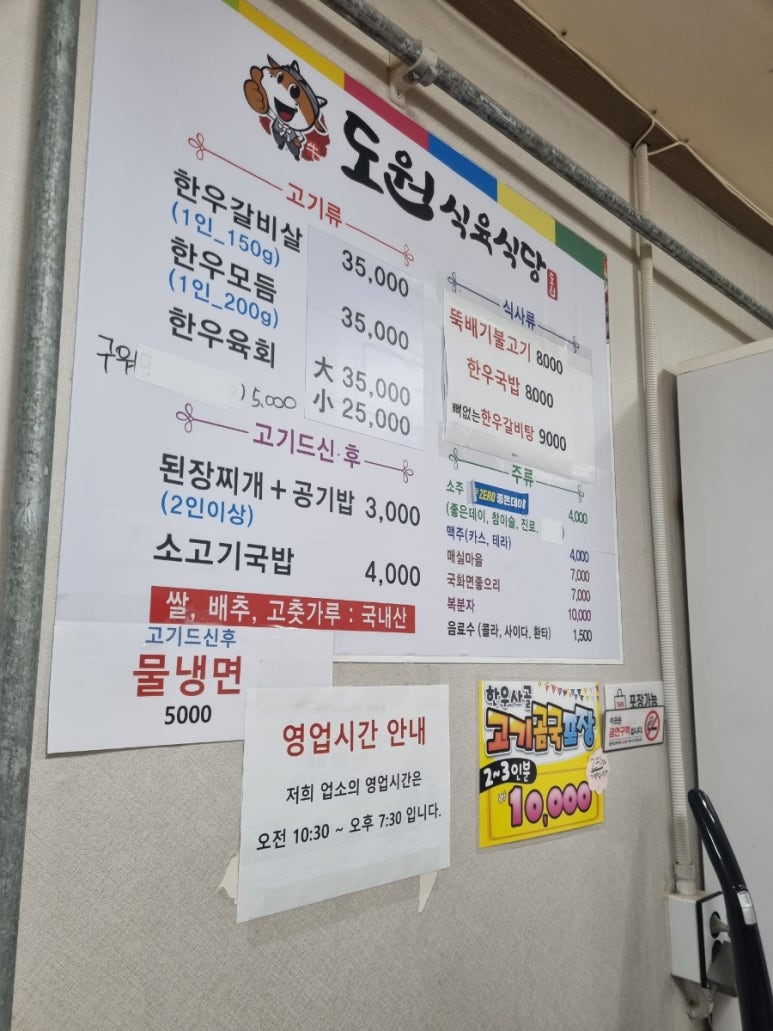 도원식육식당
도원
고기류
한우갈비살 35,000
(1인_150g)
한우모듬 35,000
(1인_200g)
한우육회 大 35,000
小 25,000
5,000
고기드신 후
된장찌개+공기밥 3,000
(2인이상)
소고기국밥 4,000
쌀, 배추, 고춧가루 : 국내산
고기드신후
물냉면
5000
식사류
뚝배기불고기 8000
한우국밥 8000
뼈없는한우갈비탕 9000
주류
소주 ZERO 좋은데이 4,000
(좋은데이, 참이슬, 진로,
맥주(카스, 테라) 4,000
매실마을 7,000
국화면좋으리 7,000
복분자 10,000
음료수 (콜라, 사이다, 환타) 1,500
영업시간 안내
저희 업소의 영업시간은
오전 10:30 ~ 오후 7:30 입니다.
한우사골
고기곰국포장
2~3인분
10,000
포장가능
금연구역입니다.